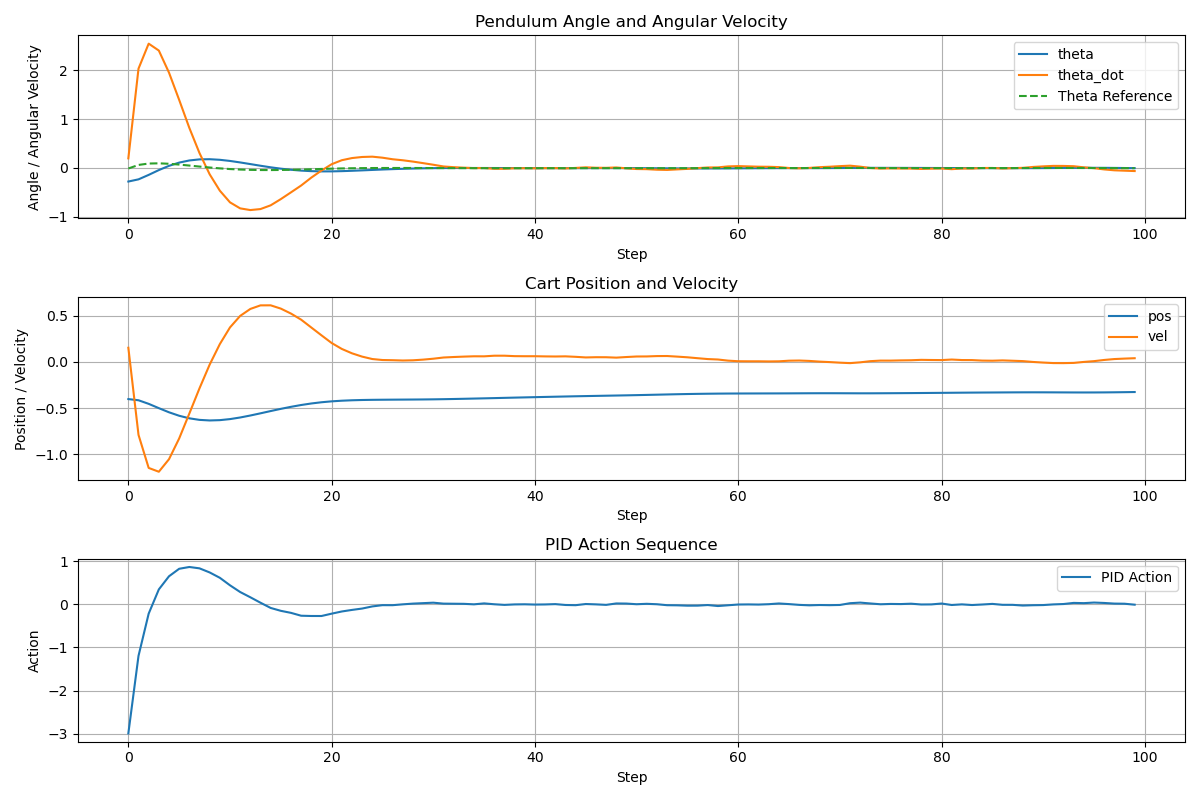 Pendulum Angle and Angular Velocity
Angle / Angular Velocity
2
1
0
−1
theta
theta_dot
Theta Reference
0 20 40 60 80 100
Step
Cart Position and Velocity
Position / Velocity
0.5
0.0
−0.5
−1.0
pos
vel
0 20 40 60 80 100
Step
PID Action Sequence
Action
1
0
−1
−2
−3
PID Action
0 20 40 60 80 100
Step